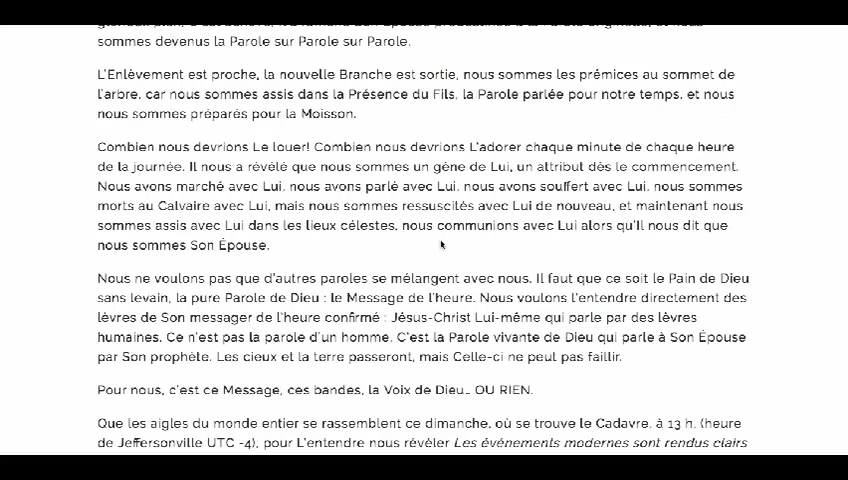 sommes devenus la Parole sur Parole sur Parole.
L'Enlèvement est proche, la nouvelle Branche est sortie, nous sommes les prémices au sommet de
l'arbre, car nous sommes assis dans la Présence du Fils, la Parole parlée pour notre temps, et nous
nous sommes préparés pour la Moisson.
Combien nous devrions Le louer! Combien nous devrions L'adorer chaque minute de chaque heure
de la journée. Il nous a révélé que nous sommes un gène de Lui, un attribut dès le commencement.
Nous avons marché avec Lui, nous avons parlé avec Lui, nous avons souffert avec Lui, nous sommes
morts au Calvaire avec Lui, mais nous sommes ressuscités avec Lui de nouveau, et maintenant nous
sommes assis avec Lui dans les lieux célestes, nous communions avec Lui alors qu'Il nous dit que
nous sommes Son Épouse.
Nous ne voulons pas que d'autres paroles se mélangent avec nous. Il faut que ce soit le Pain de Dieu
sans levain, la pure Parole de Dieu : le Message de l'heure. Nous voulons l'entendre directement des
lèvres de Son messager de l'heure confirmé : Jésus-Christ Lui-même qui parle par des lèvres
humaines. Ce n'est pas la parole d'un homme. C'est la Parole vivante de Dieu qui parle à Son Épouse
par Son prophète. Les cieux et la terre passeront, mais Celle-ci ne peut pas faillir.
Pour nous, c'est ce Message, ces bandes, la Voix de Dieu… OU RIEN.
Que les aigles du monde entier se rassemblent ce dimanche, où se trouve le Cadavre, à 13 h. (heure
de Jeffersonville UTC -4), pour L'entendre nous révéler Les événements modernes sont rendus clairs